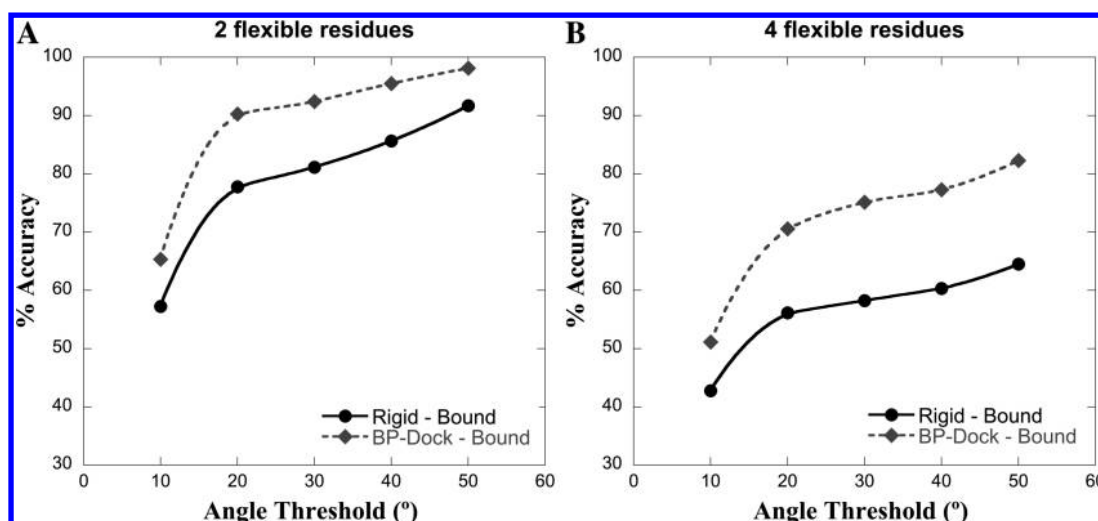 A
2 flexible residues
100
90
80
70
60
50
40
30
% Accuracy
0 10 20 30 40 50 60
Angle Threshold (º)
Rigid - Bound
BP-Dock - Bound
B
4 flexible residues
100
90
80
70
60
50
40
30
% Accuracy
0 10 20 30 40 50 60
Angle Threshold (º)
Rigid - Bound
BP-Dock - Bound